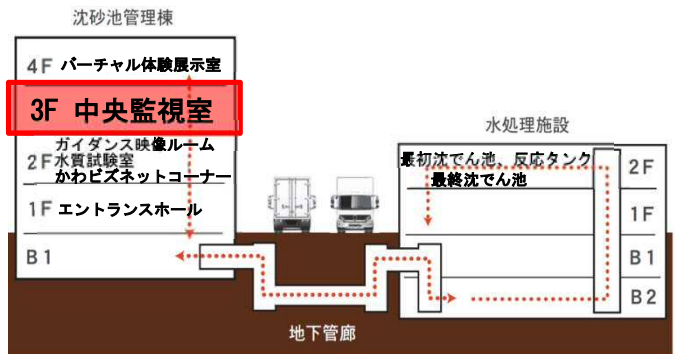 沈砂池管理棟
4F バーチャル体験展示室
3F 中央監視室
ガイダンス映像ルーム
2F 水質試験室
かわビズネットコーナー
1F エントランスホール
B1
水処理施設
最初沈でん池、反応タンク 2F
最終沈でん池
1F
B1
B2
地下管廊